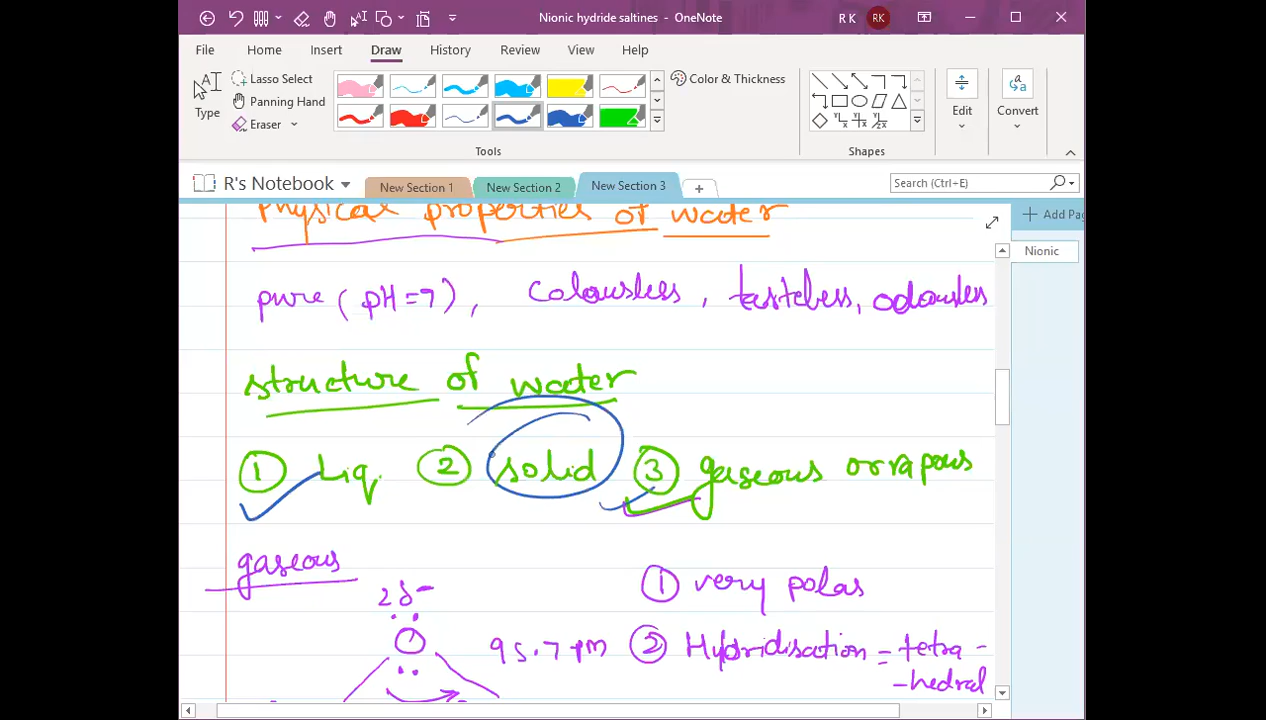 Nionic hydride saltines - OneNote
R K
RK
File Home Insert Draw History Review View Help
Type
Lasso Select
Panning Hand
Eraser
Color & Thickness
Edit
Convert
Tools
Shapes
R's Notebook
New Section 1
New Section 2
New Section 3
Search (Ctrl+E)
Add Pag
Nionic
Physical properties of water
pure (pH=7), colourless, tasteless, odourless
structure of water
① Liq. ② solid ③ gaseous or vapous
gaseous
2δ-
O
① very polar
95.7 pm
② Hybridisation = tetra-
-hedral